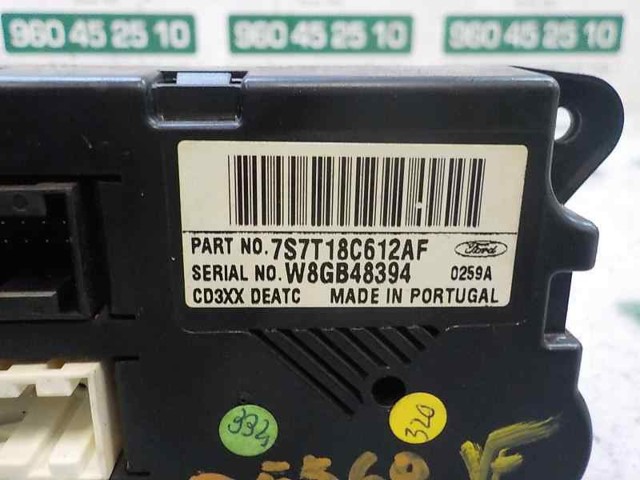 960 45 25 10 960 45 25 10 960 45 25 10
PART NO. 7S7T18C612AF Ford
SERIAL NO. W8GB48394 0259A
CD3XX DEATC MADE IN PORTUGAL
334
320